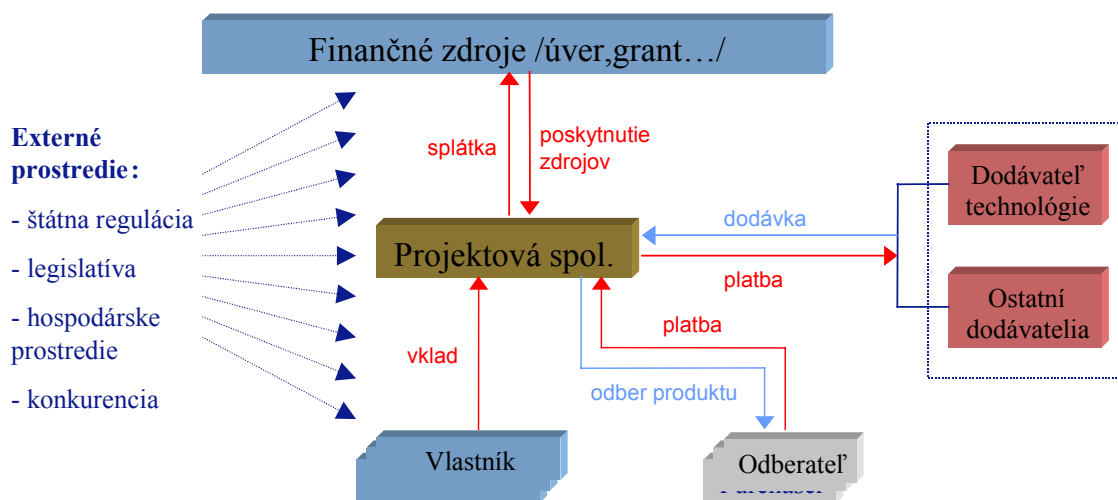 Finančné zdroje /úver,grant…/
Externé
prostredie:
- štátna regulácia
- legislatíva
- hospodárske
prostredie
- konkurencia
splátka
poskytnutie
zdrojov
Dodávateľ
technológie
dodávka
Projektová spol.
platba
Ostatní
dodávatelia
platba
vklad
odber produktu
Vlastník
Odberateľ